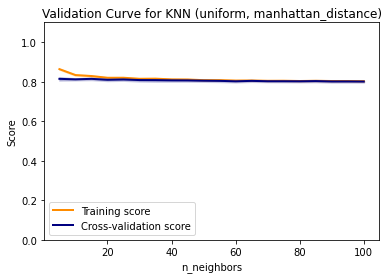 Validation Curve for KNN (uniform, manhattan_distance)
1.0
0.8
0.6
0.4
0.2
0.0
Score
Training score
Cross-validation score
20
40
60
80
100
n_neighbors